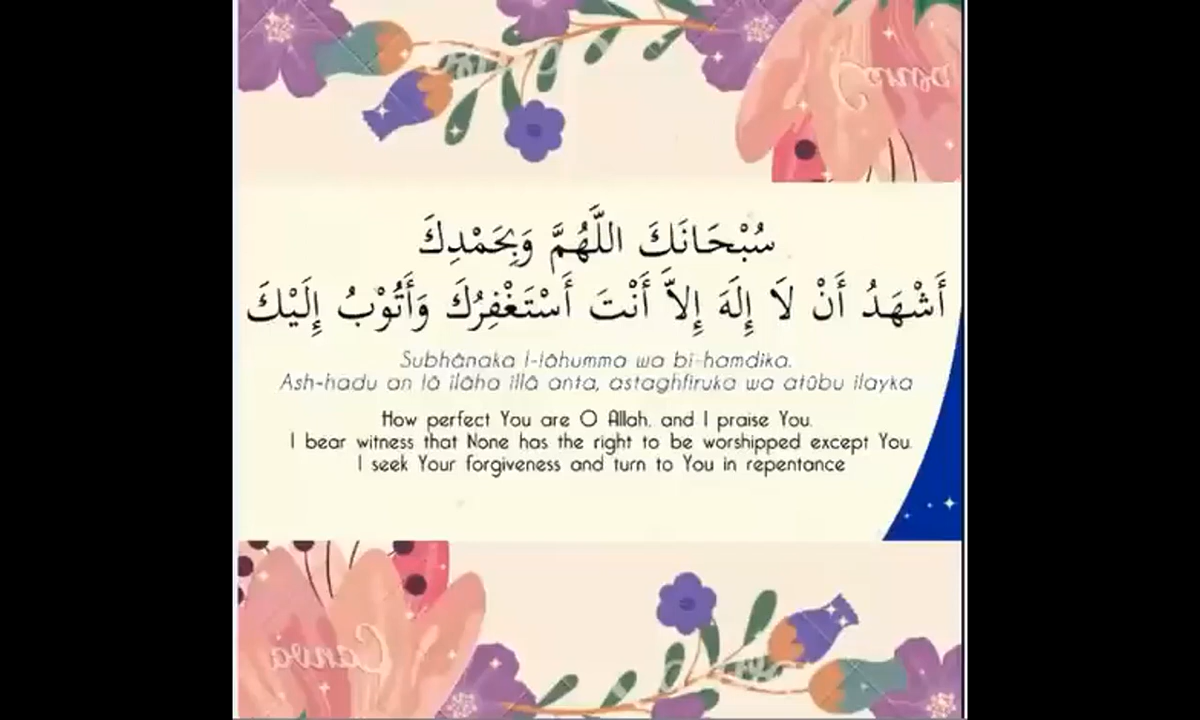 سُبْحَانَكَ اللَّهُمَّ وَبِحَمْدِكَ
أَشْهَدُ أَنْ لَا إِلَهَ إِلاَّ أَنْتَ أَسْتَغْفِرُكَ وَأَتُوْبُ إِلَيْكَ
Subhânaka l-lâhumma wa bi-hamdika.
Ash-hadu an lâ ilâha illâ anta, astaghfiruka wa atûbu ilayka
How perfect You are O Allah, and I praise You.
I bear witness that None has the right to be worshipped except You.
I seek Your forgiveness and turn to You in repentance
Canva